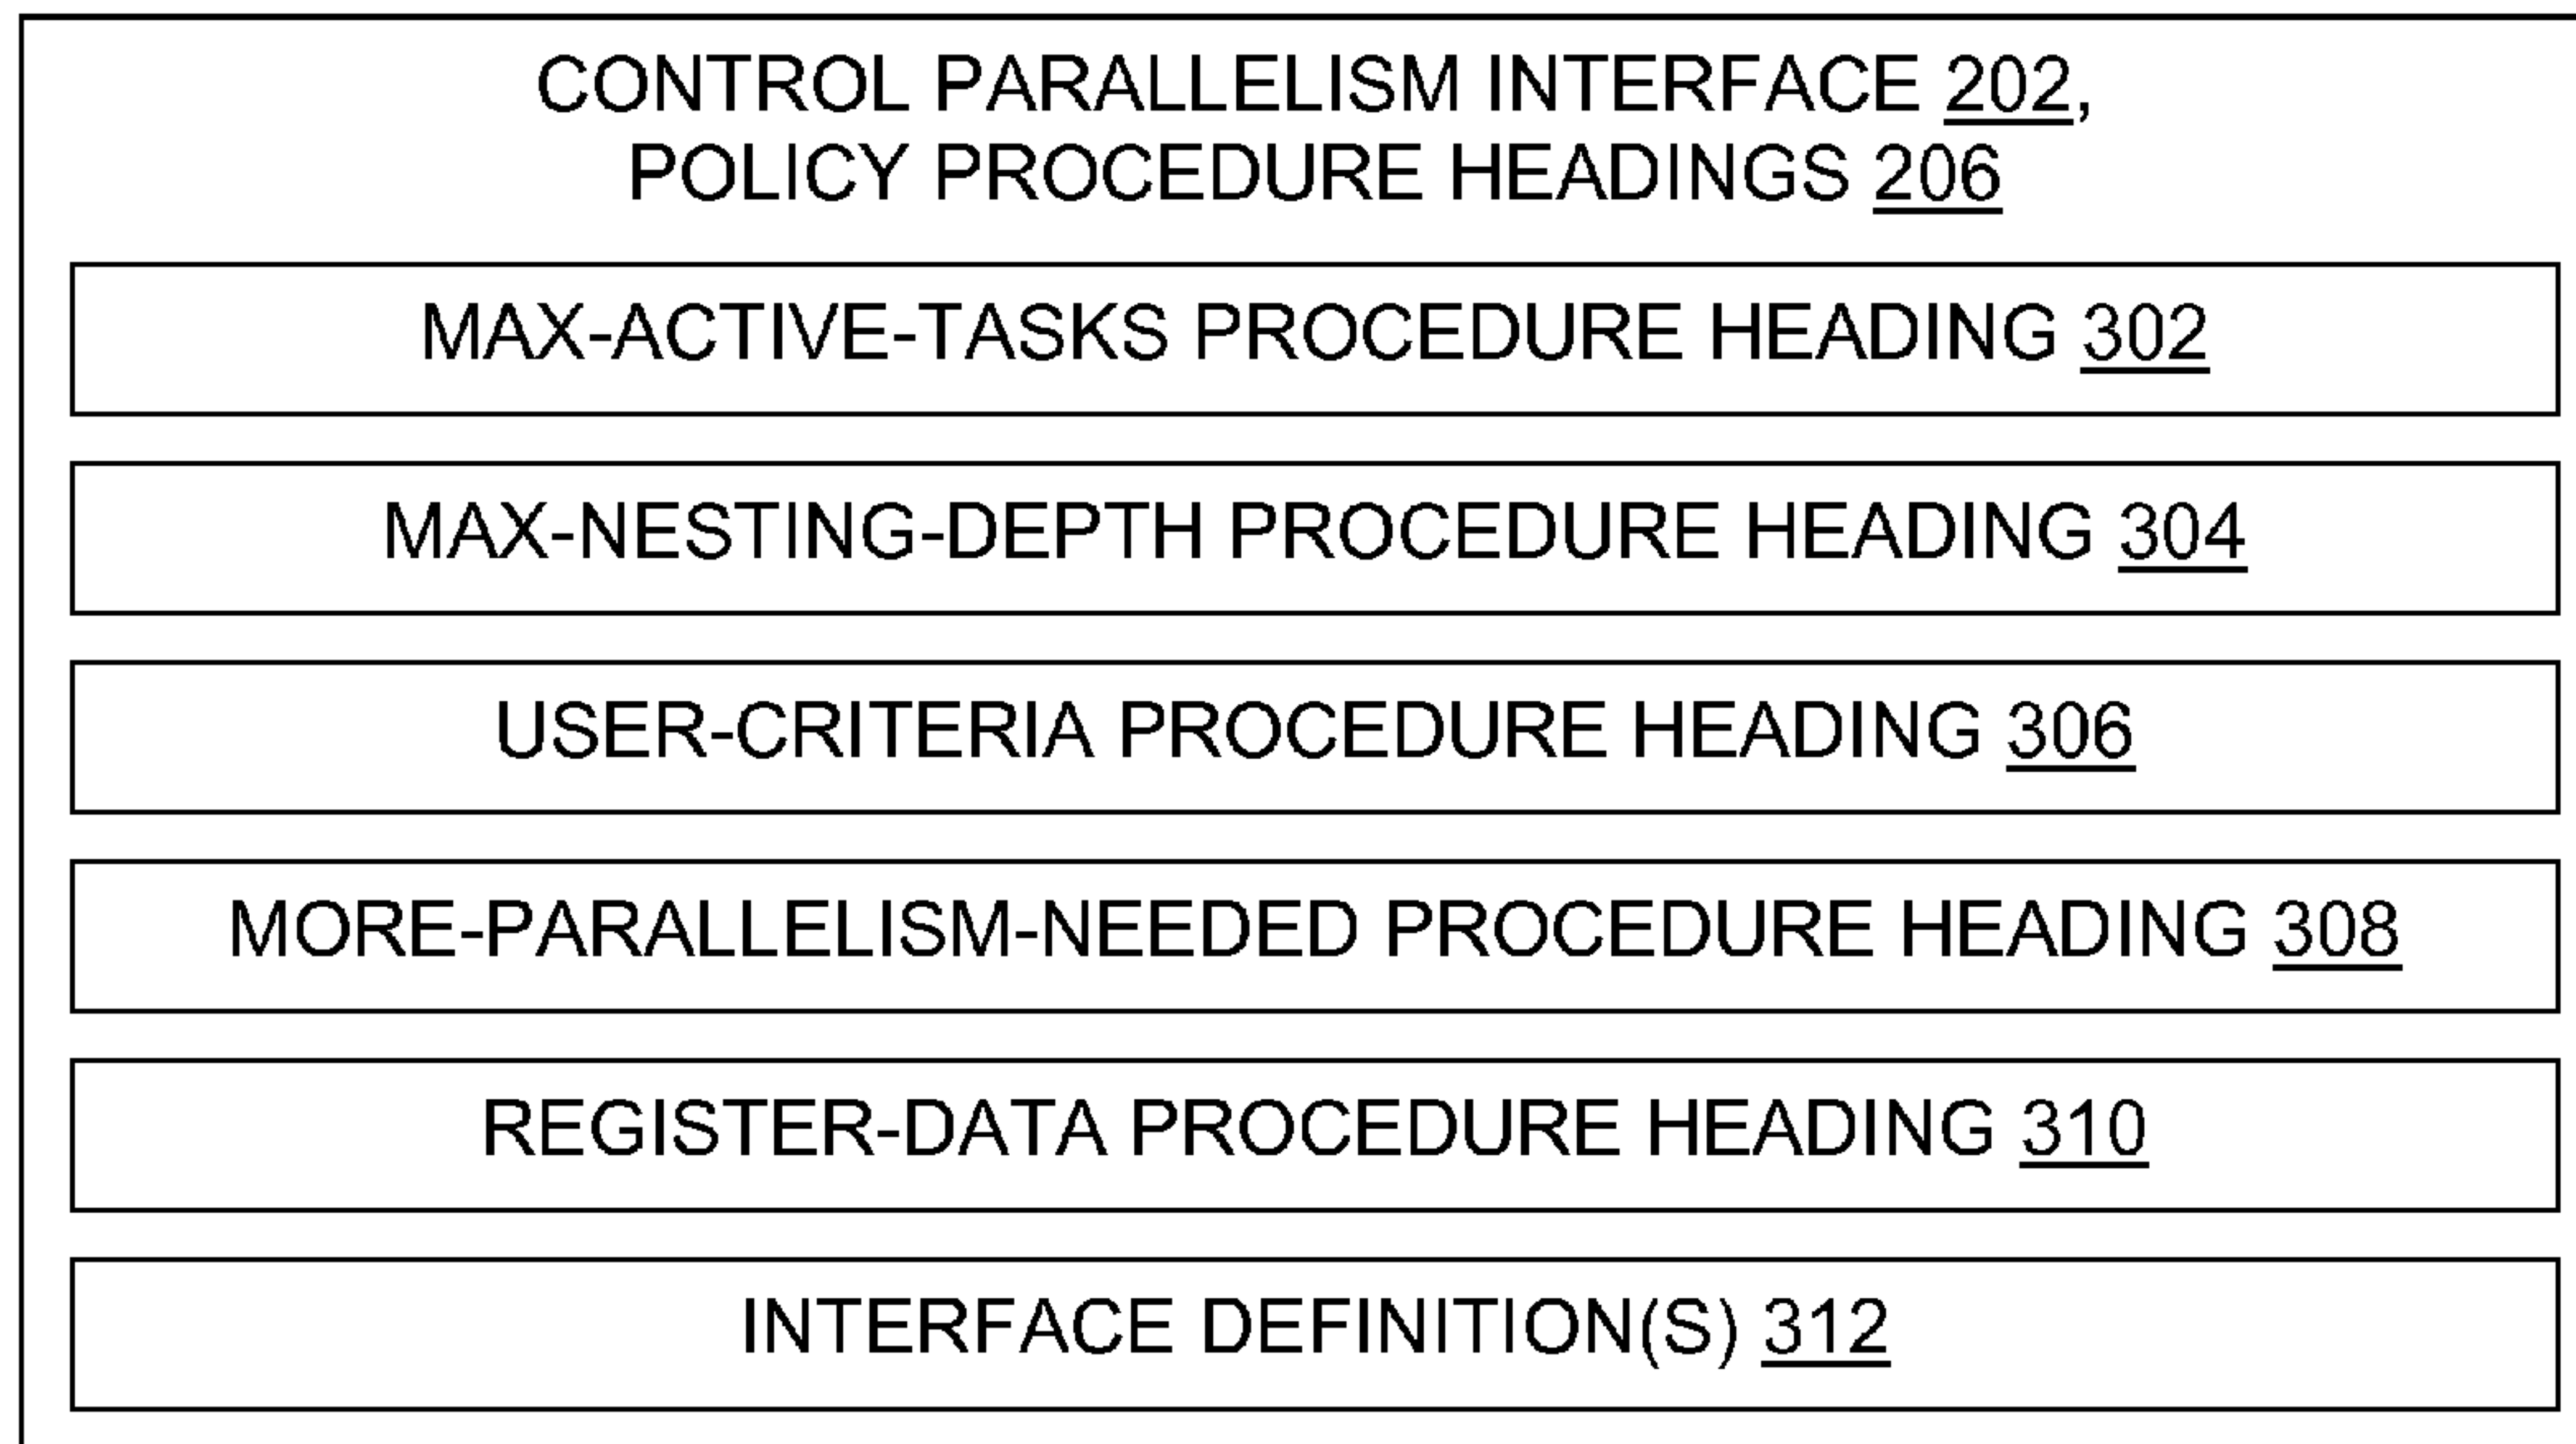 CONTROL PARALLELISM INTERFACE 202,
POLICY PROCEDURE HEADINGS 206
MAX-ACTIVE-TASKS PROCEDURE HEADING 302
MAX-NESTING-DEPTH PROCEDURE HEADING 304
USER-CRITERIA PROCEDURE HEADING 306
MORE-PARALLELISM-NEEDED PROCEDURE HEADING 308
REGISTER-DATA PROCEDURE HEADING 310
INTERFACE DEFINITION(S) 312